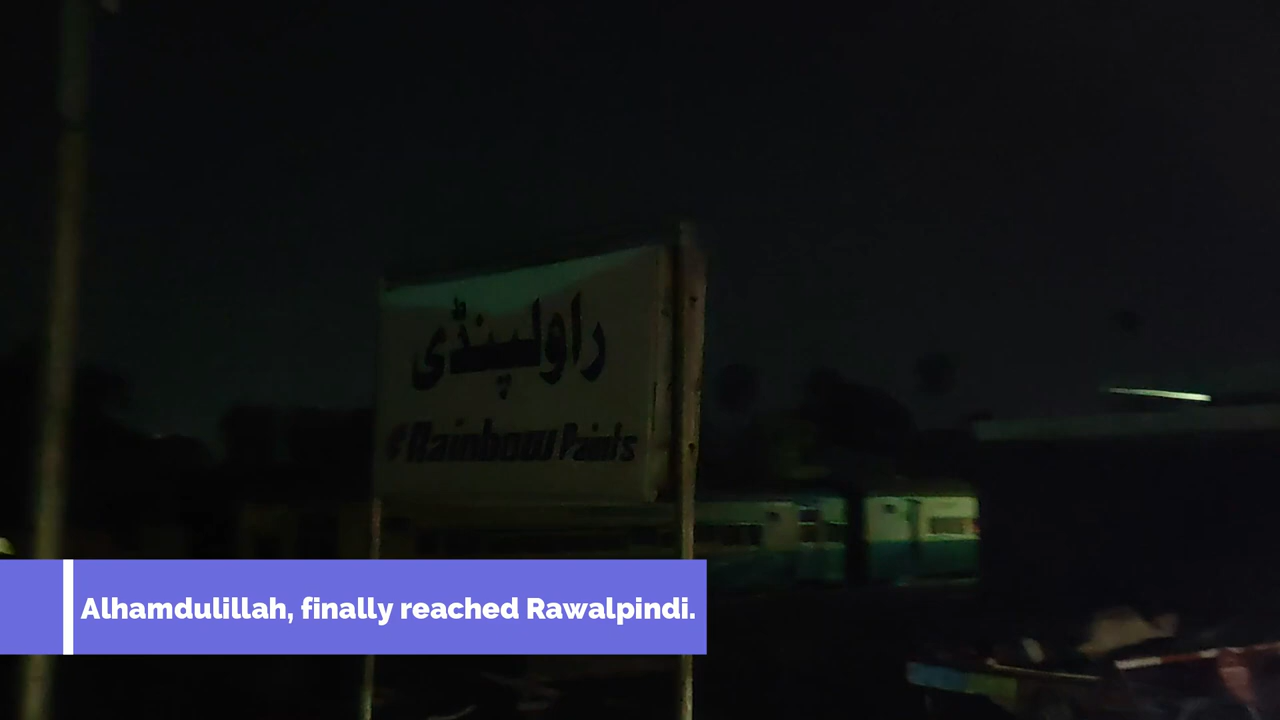 راولپنڈی
Rainbow Paints
Alhamdulillah, finally reached Rawalpindi.